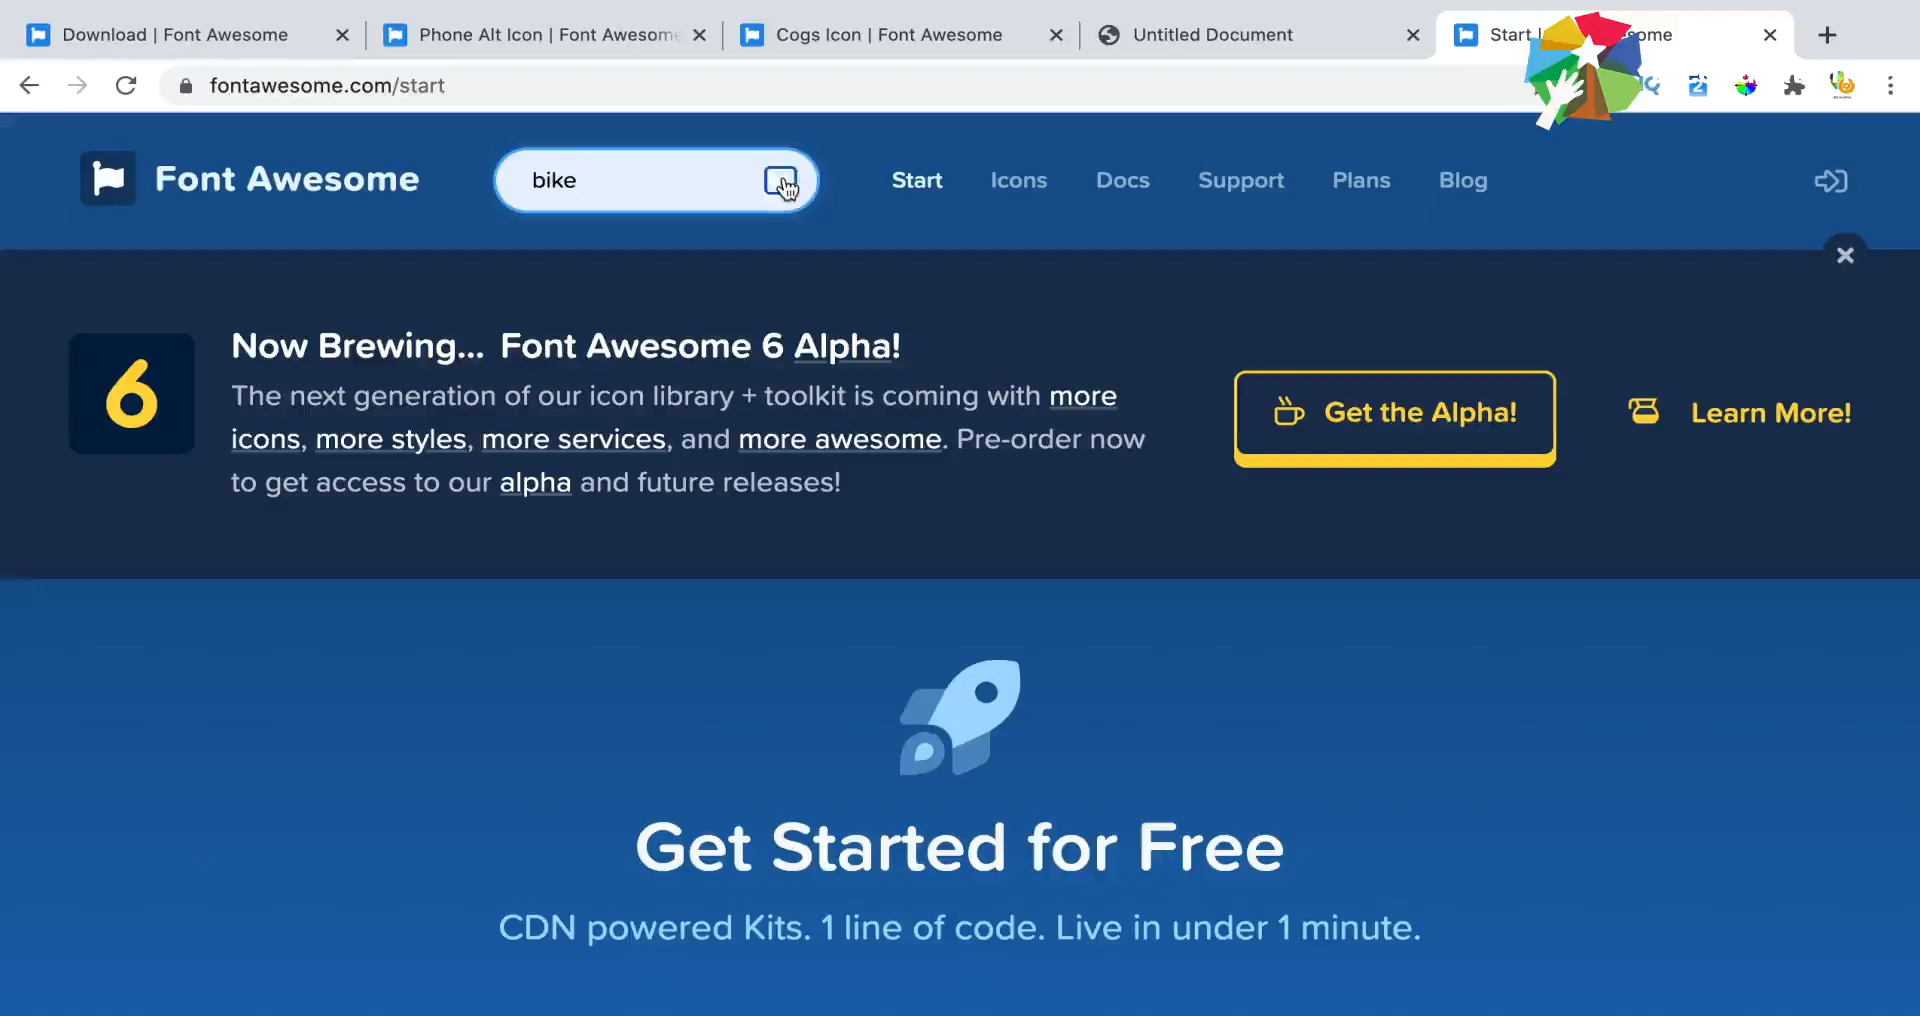 Download | Font Awesome
Phone Alt Icon | Font Awesome
Cogs Icon | Font Awesome
Untitled Document
Start
some
fontawesome.com/start
Font Awesome
bike
Start
Icons
Docs
Support
Plans
Blog
6
Now Brewing... Font Awesome 6 Alpha!
The next generation of our icon library + toolkit is coming with more
icons, more styles, more services, and more awesome. Pre-order now
to get access to our alpha and future releases!
Get the Alpha!
Learn More!
Get Started for Free
CDN powered Kits. 1 line of code. Live in under 1 minute.